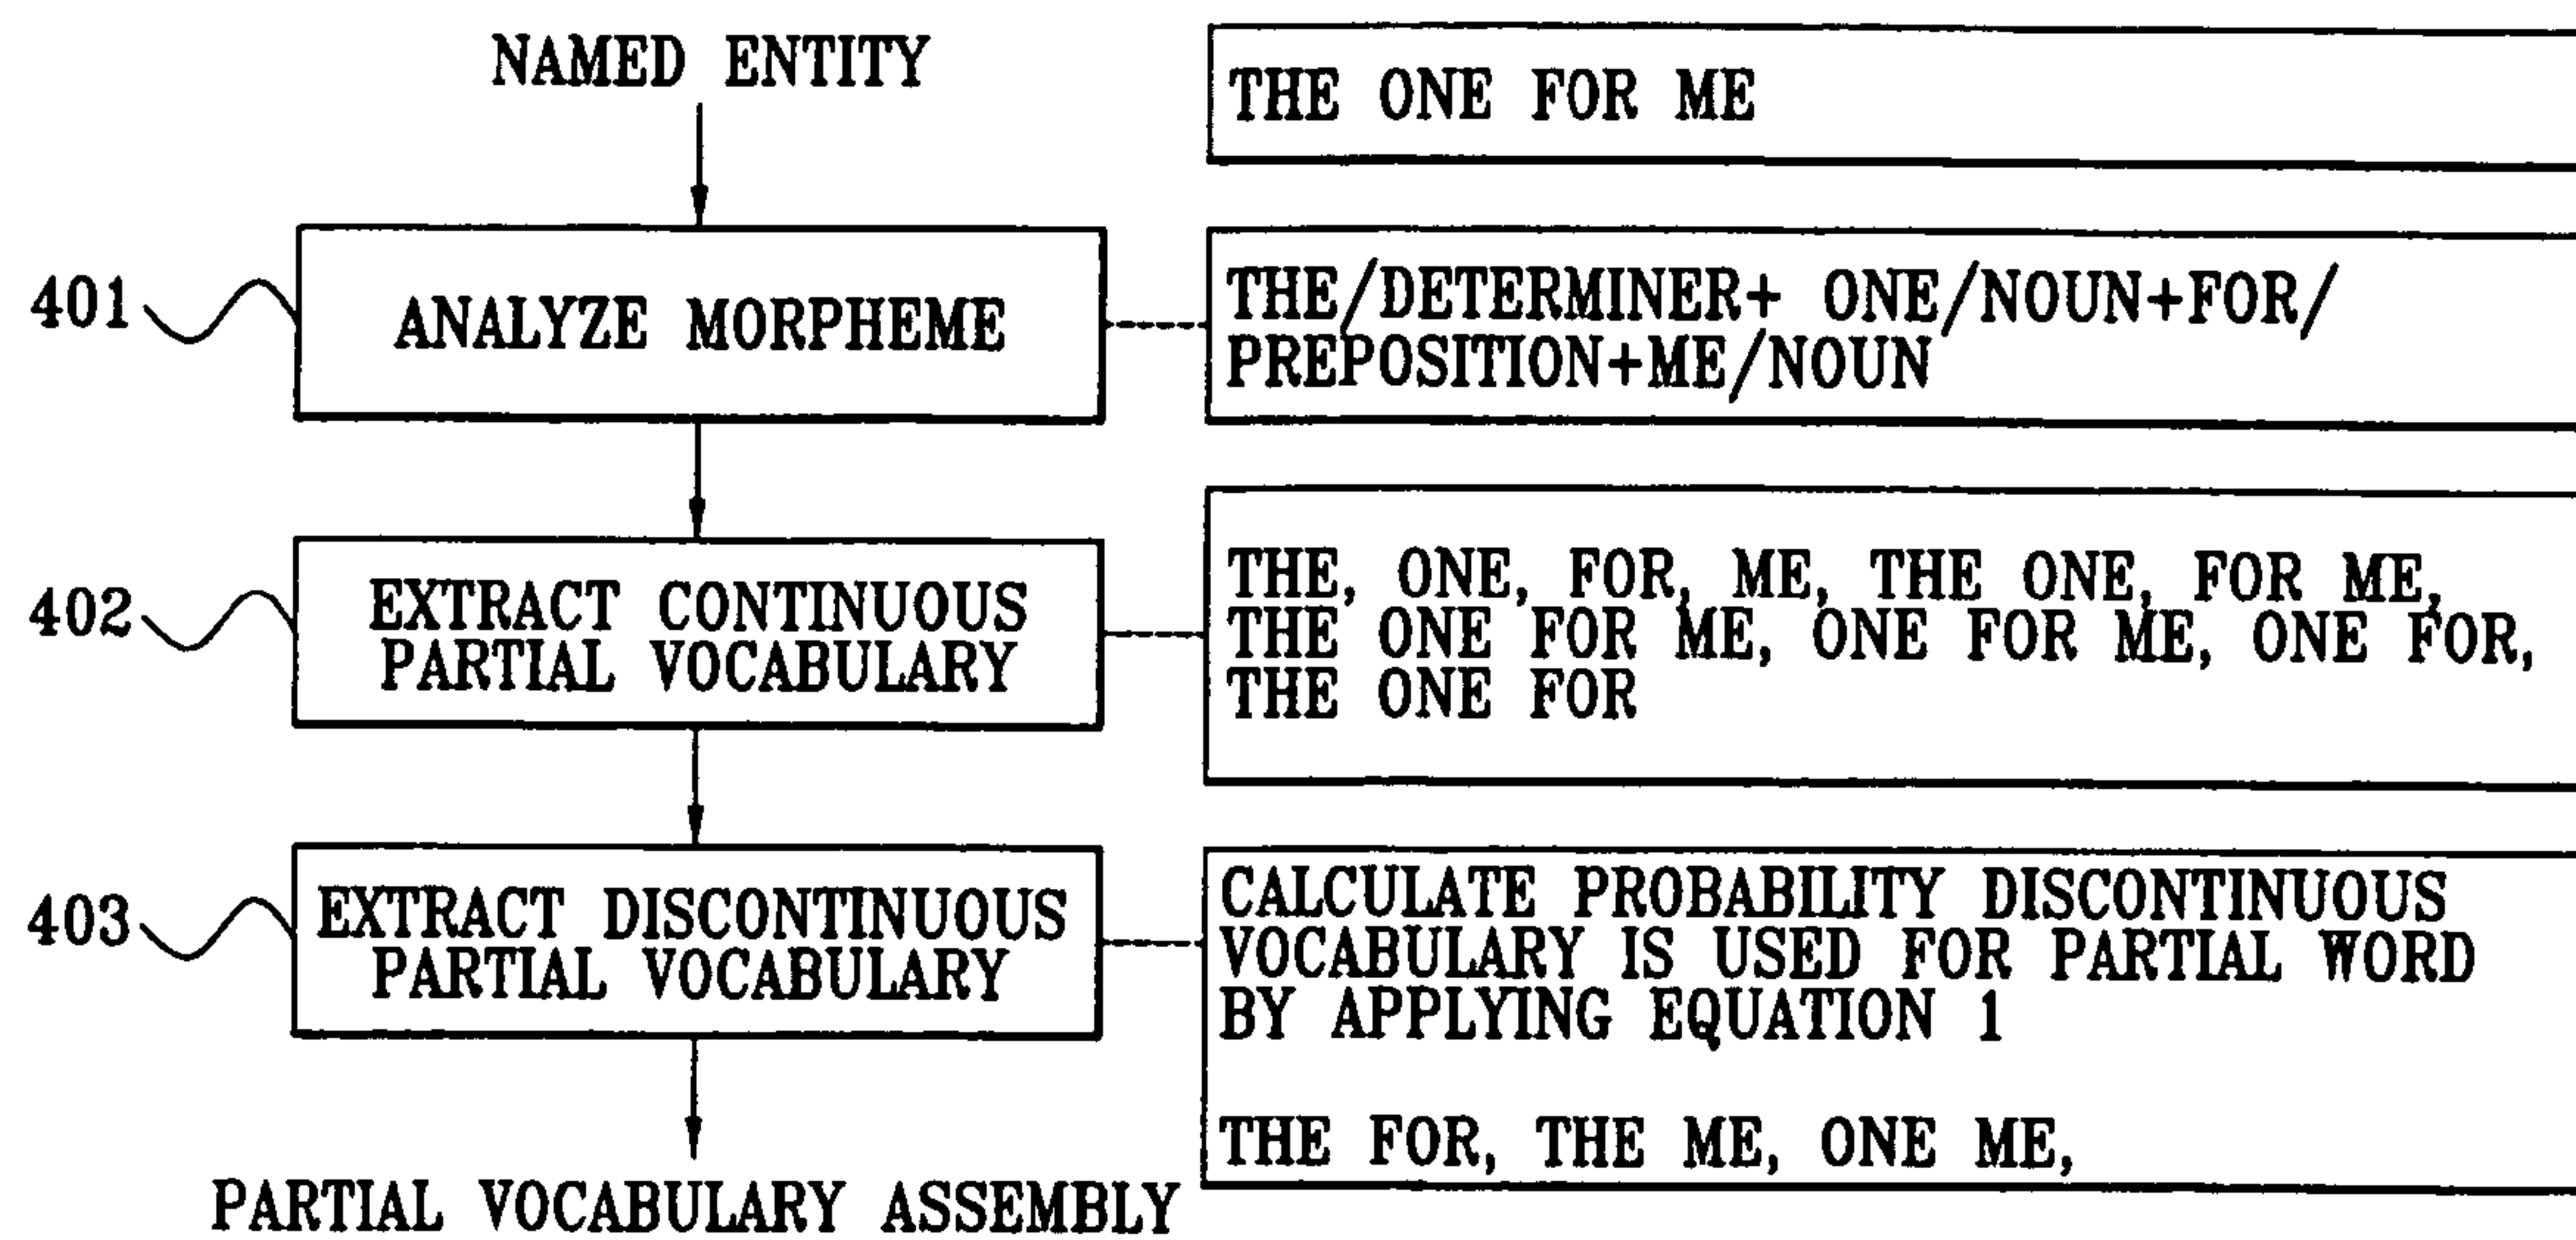 NAMED ENTITY
THE ONE FOR ME
401
ANALYZE MORPHEME
THE/DETERMINER+ ONE/NOUN+FOR/
PREPOSITION+ME/NOUN
402
EXTRACT CONTINUOUS
PARTIAL VOCABULARY
THE, ONE, FOR, ME, THE ONE, FOR ME,
THE ONE FOR ME, ONE FOR ME, ONE FOR,
THE ONE FOR
403
EXTRACT DISCONTINUOUS
PARTIAL VOCABULARY
CALCULATE PROBABILITY DISCONTINUOUS
VOCABULARY IS USED FOR PARTIAL WORD
BY APPLYING EQUATION 1
THE FOR, THE ME, ONE ME,
PARTIAL VOCABULARY ASSEMBLY